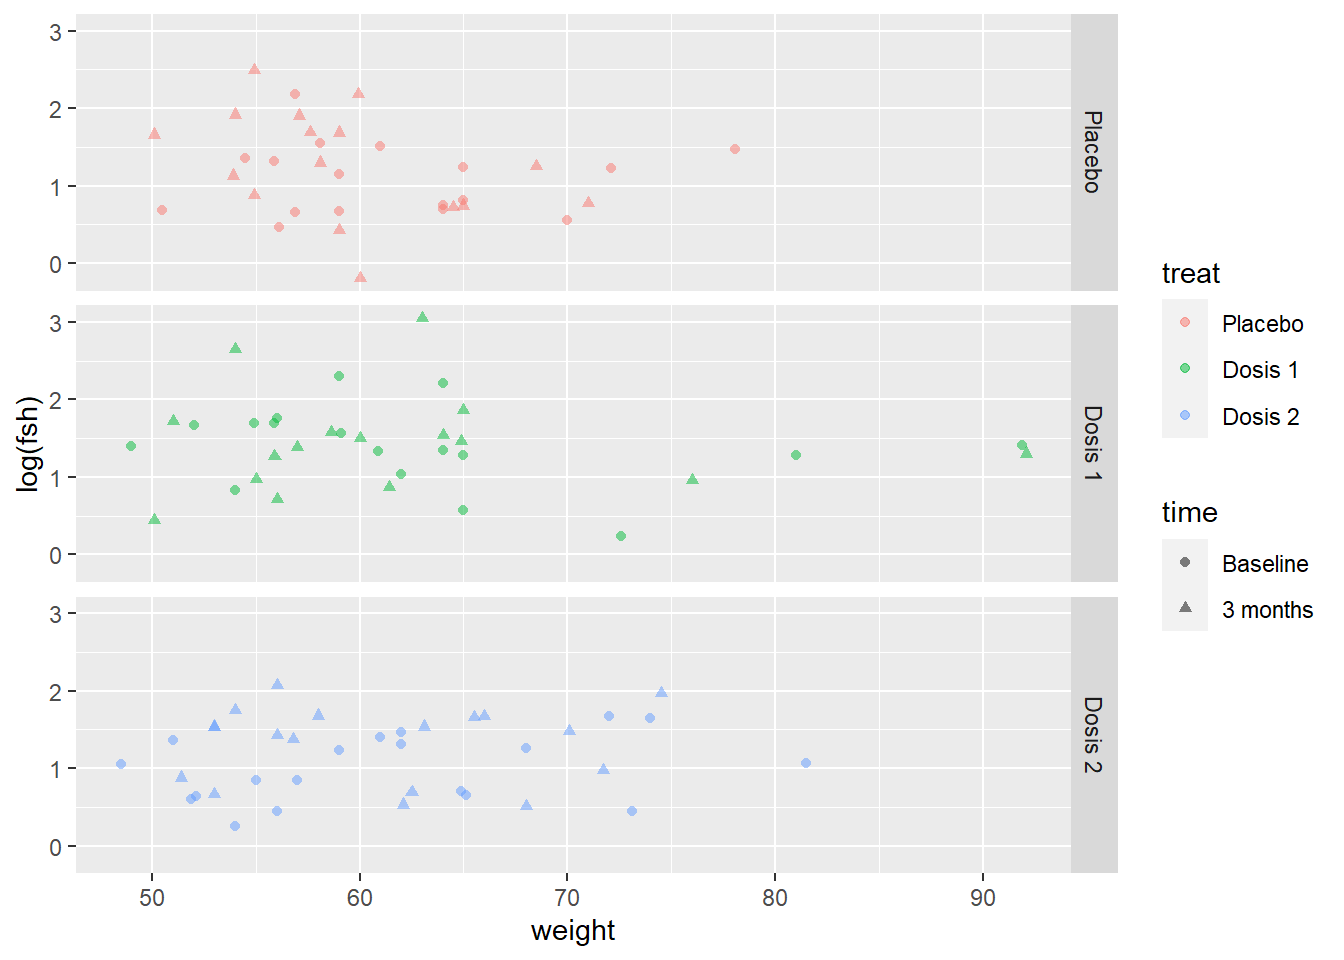 3
2
1
0
Placebo
3
2
1
0
Dosis 1
3
2
1
0
Dosis 2
log(fsh)
50 60 70 80 90
weight
treat
Placebo
Dosis 1
Dosis 2
time
Baseline
3 months